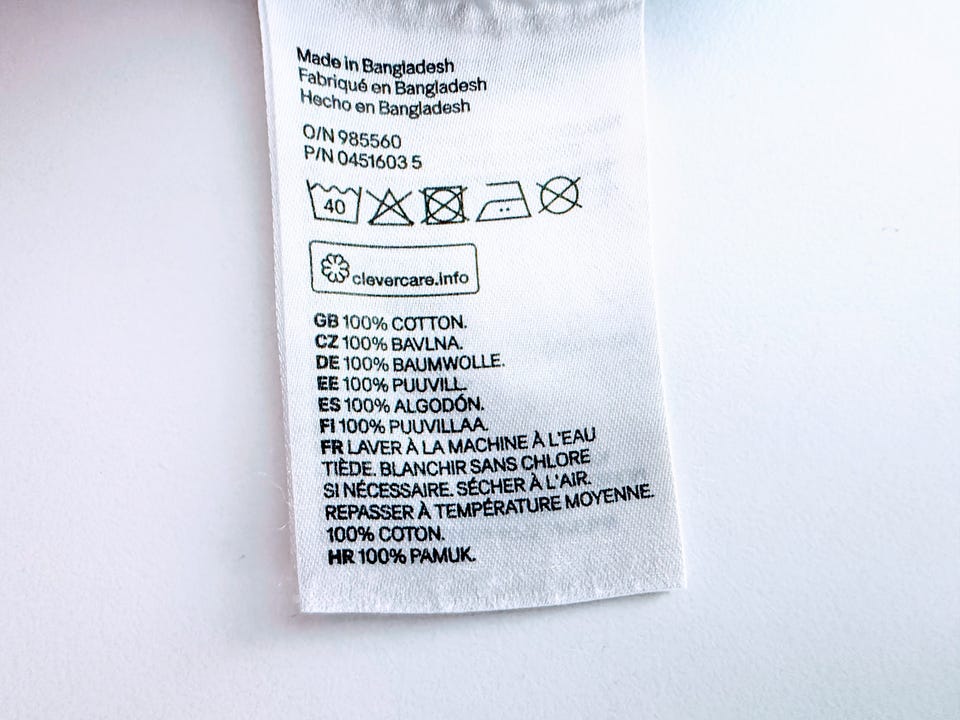 Made in Bangladesh
Fabriqué en Bangladesh
Hecho en Bangladesh
O/N 985560
P/N 0451603 5
40
clevercare.info
GB 100% COTTON.
CZ 100% BAVLNA.
DE 100% BAUMWOLLE.
EE 100% PUUVILL.
ES 100% ALGODÓN.
FI 100% PUUVILLAA.
FR LAVER À LA MACHINE À L'EAU
TIÈDE. BLANCHIR SANS CHLORE
SI NÉCESSAIRE. SÉCHER À L'AIR.
REPASSER À TEMPÉRATURE MOYENNE.
100% COTON.
HR 100% PAMUK.